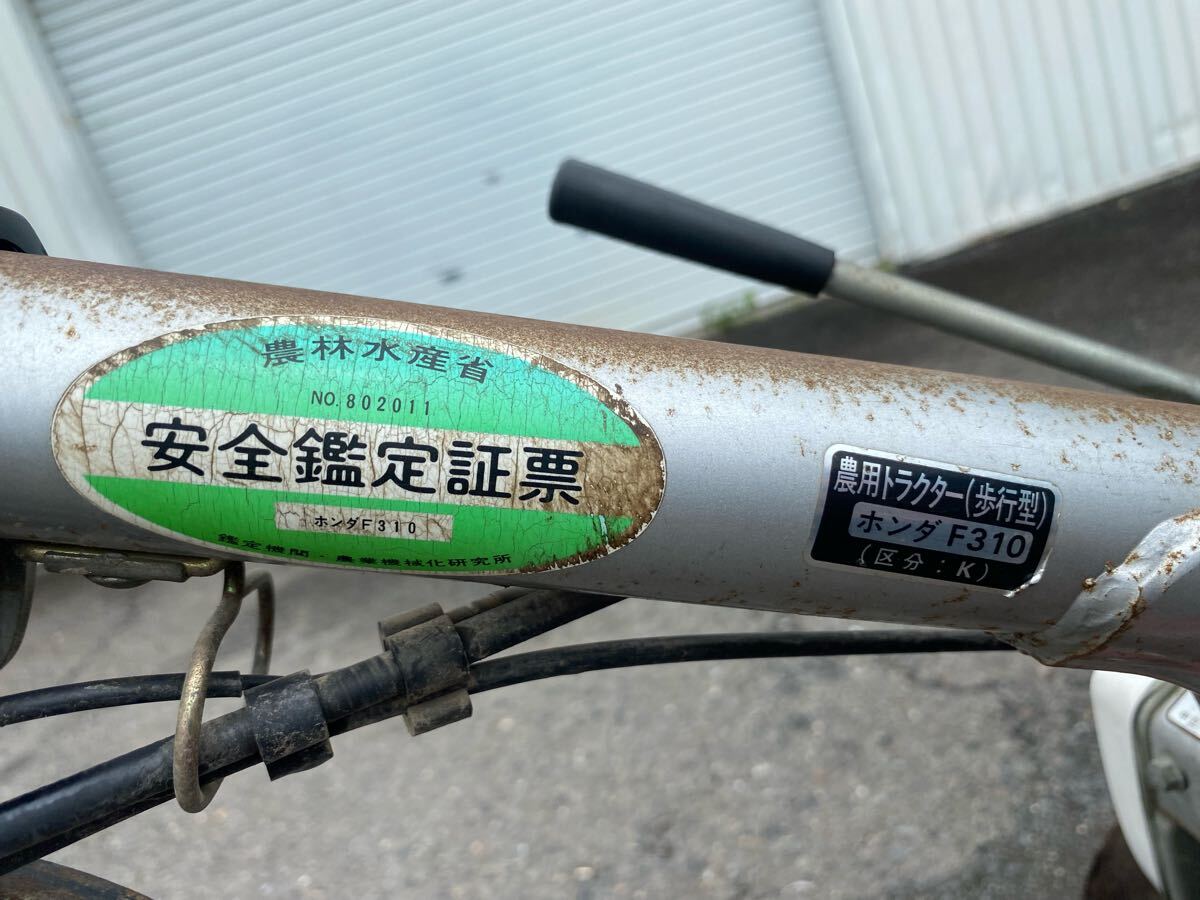 農林水産省
NO.802011
安全鑑定証票
ホンダF310
鑑定機関・農業機械化研究所
農用トラクター(歩行型)
ホンダ F310
(区分:K)